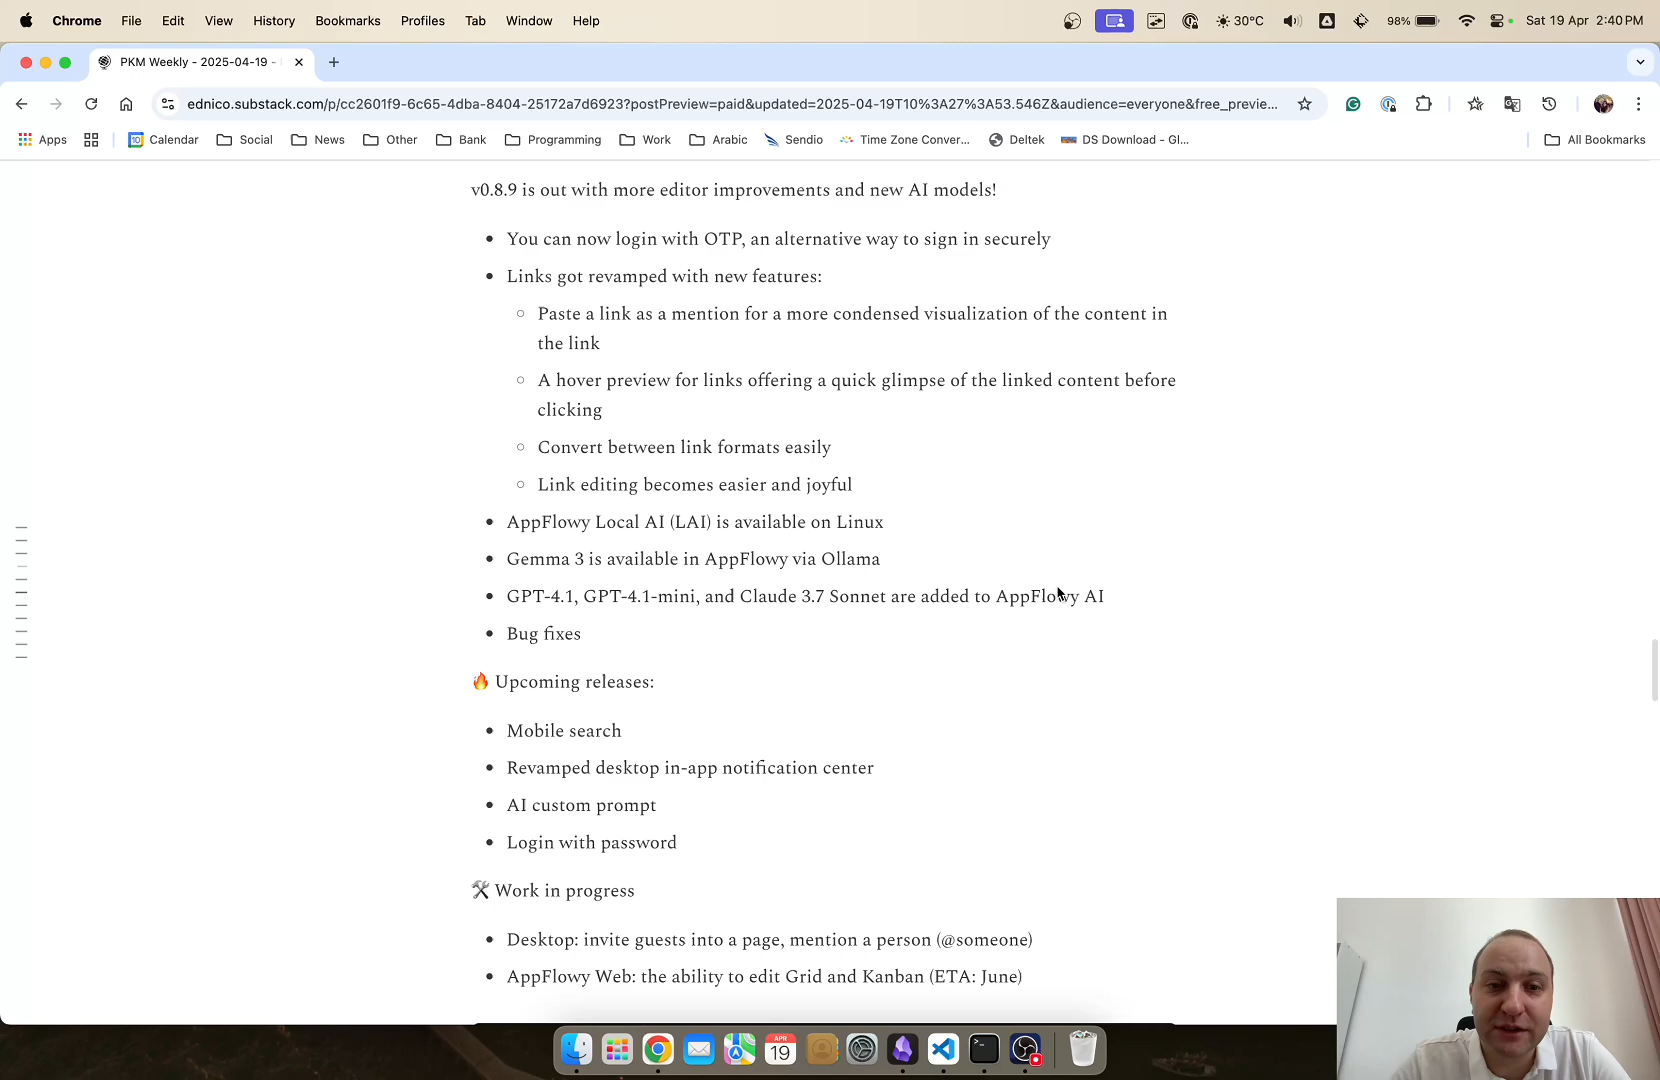 Chrome File Edit View History Bookmarks Profiles Tab Window Help 30°C 98% Sat 19 Apr 2:40 PM
PKM Weekly - 2025-04-19 -
ednico.substack.com/p/cc2601f9-6c65-4dba-8404-25172a7d6923?postPreview=paid&updated=2025-04-19T10%3A27%3A53.546Z&audience=everyone&free_previe...
Apps Calendar Social News Other Bank Programming Work Arabic Sendio Time Zone Conver... Deltek DS Download - Gl... All Bookmarks
v0.8.9 is out with more editor improvements and new AI models!
• You can now login with OTP, an alternative way to sign in securely
• Links got revamped with new features:
○ Paste a link as a mention for a more condensed visualization of the content in
the link
○ A hover preview for links offering a quick glimpse of the linked content before
clicking
○ Convert between link formats easily
○ Link editing becomes easier and joyful
• AppFlowy Local AI (LAI) is available on Linux
• Gemma 3 is available in AppFlowy via Ollama
• GPT-4.1, GPT-4.1-mini, and Claude 3.7 Sonnet are added to AppFlowy AI
• Bug fixes
🔥 Upcoming releases:
• Mobile search
• Revamped desktop in-app notification center
• AI custom prompt
• Login with password
🛠 Work in progress
• Desktop: invite guests into a page, mention a person (@someone)
• AppFlowy Web: the ability to edit Grid and Kanban (ETA: June)
APR
19